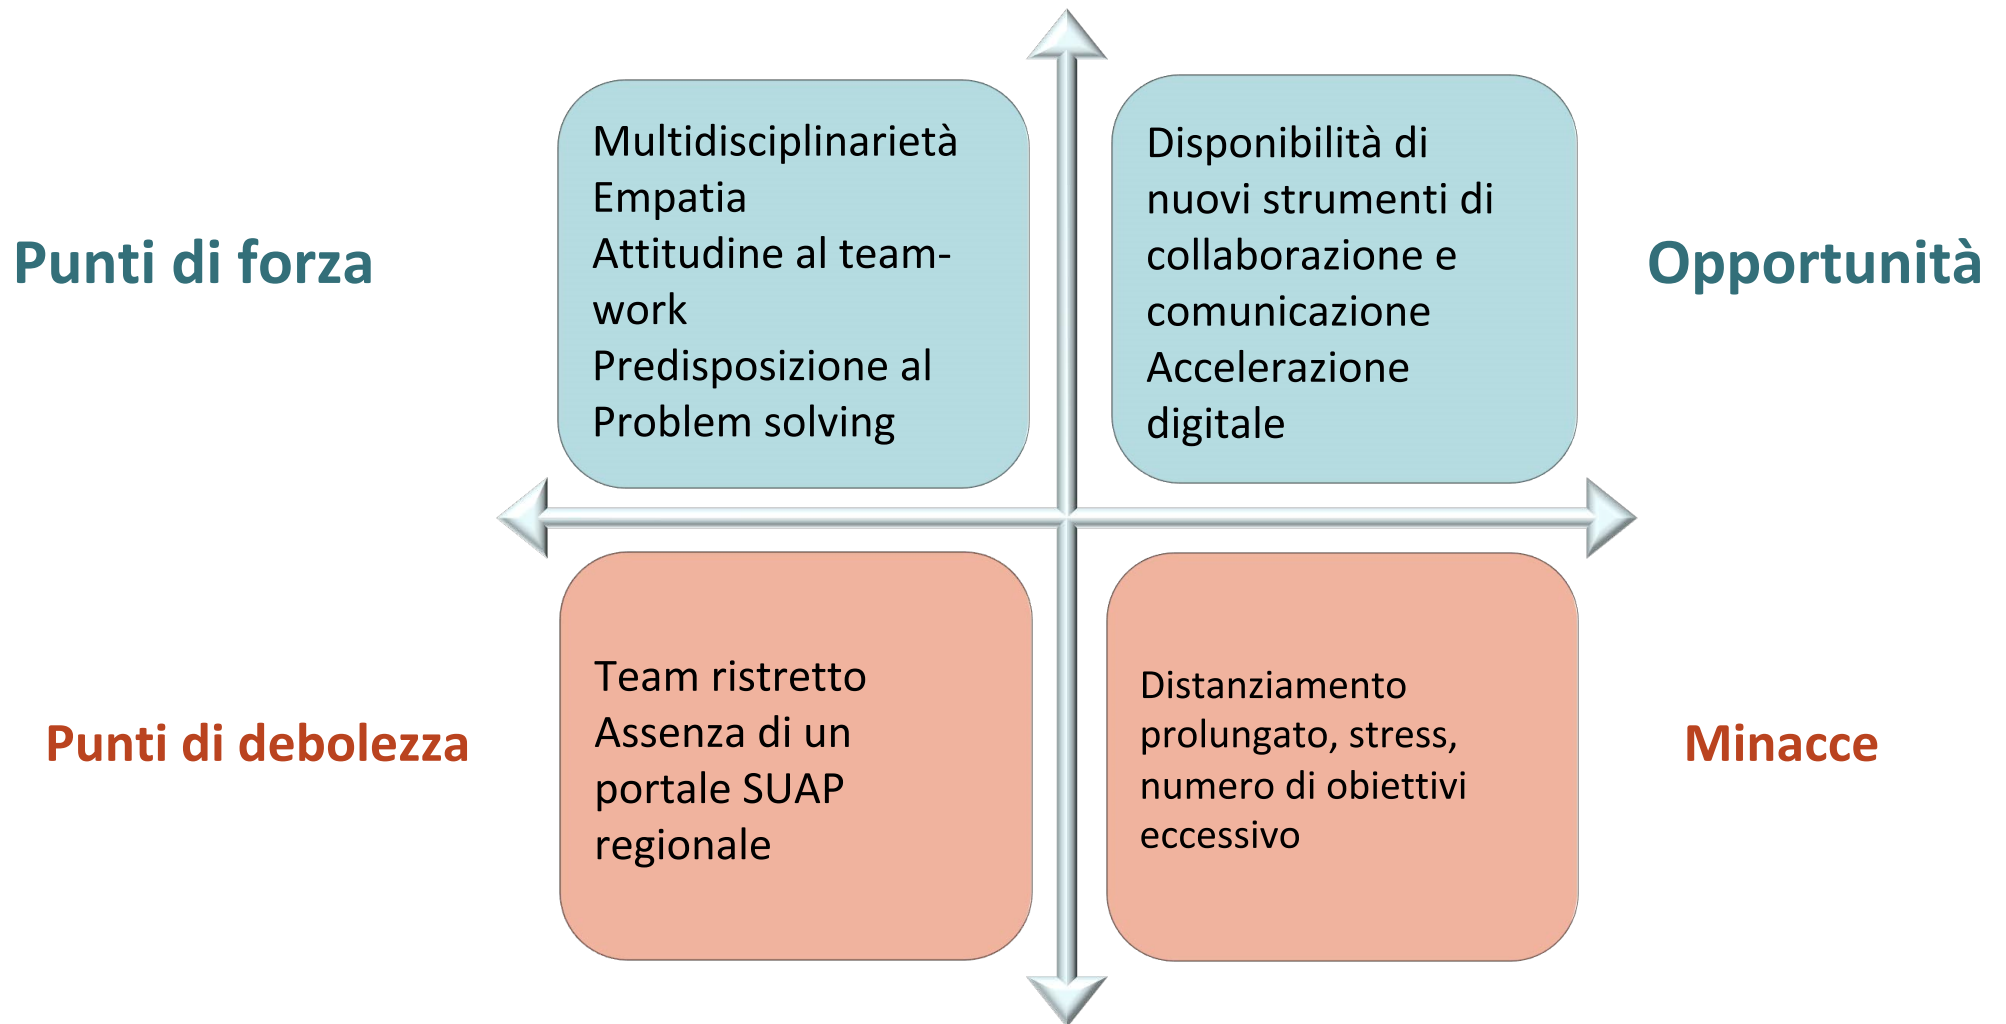 Punti di forza
Multidisciplinarietà
Empatia
Attitudine al team-
work
Predisposizione al
Problem solving
Disponibilità di
nuovi strumenti di
collaborazione e
comunicazione
Accelerazione
digitale
Opportunità
Punti di debolezza
Team ristretto
Assenza di un
portale SUAP
regionale
Distanziamento
prolungato, stress,
numero di obiettivi
eccessivo
Minacce